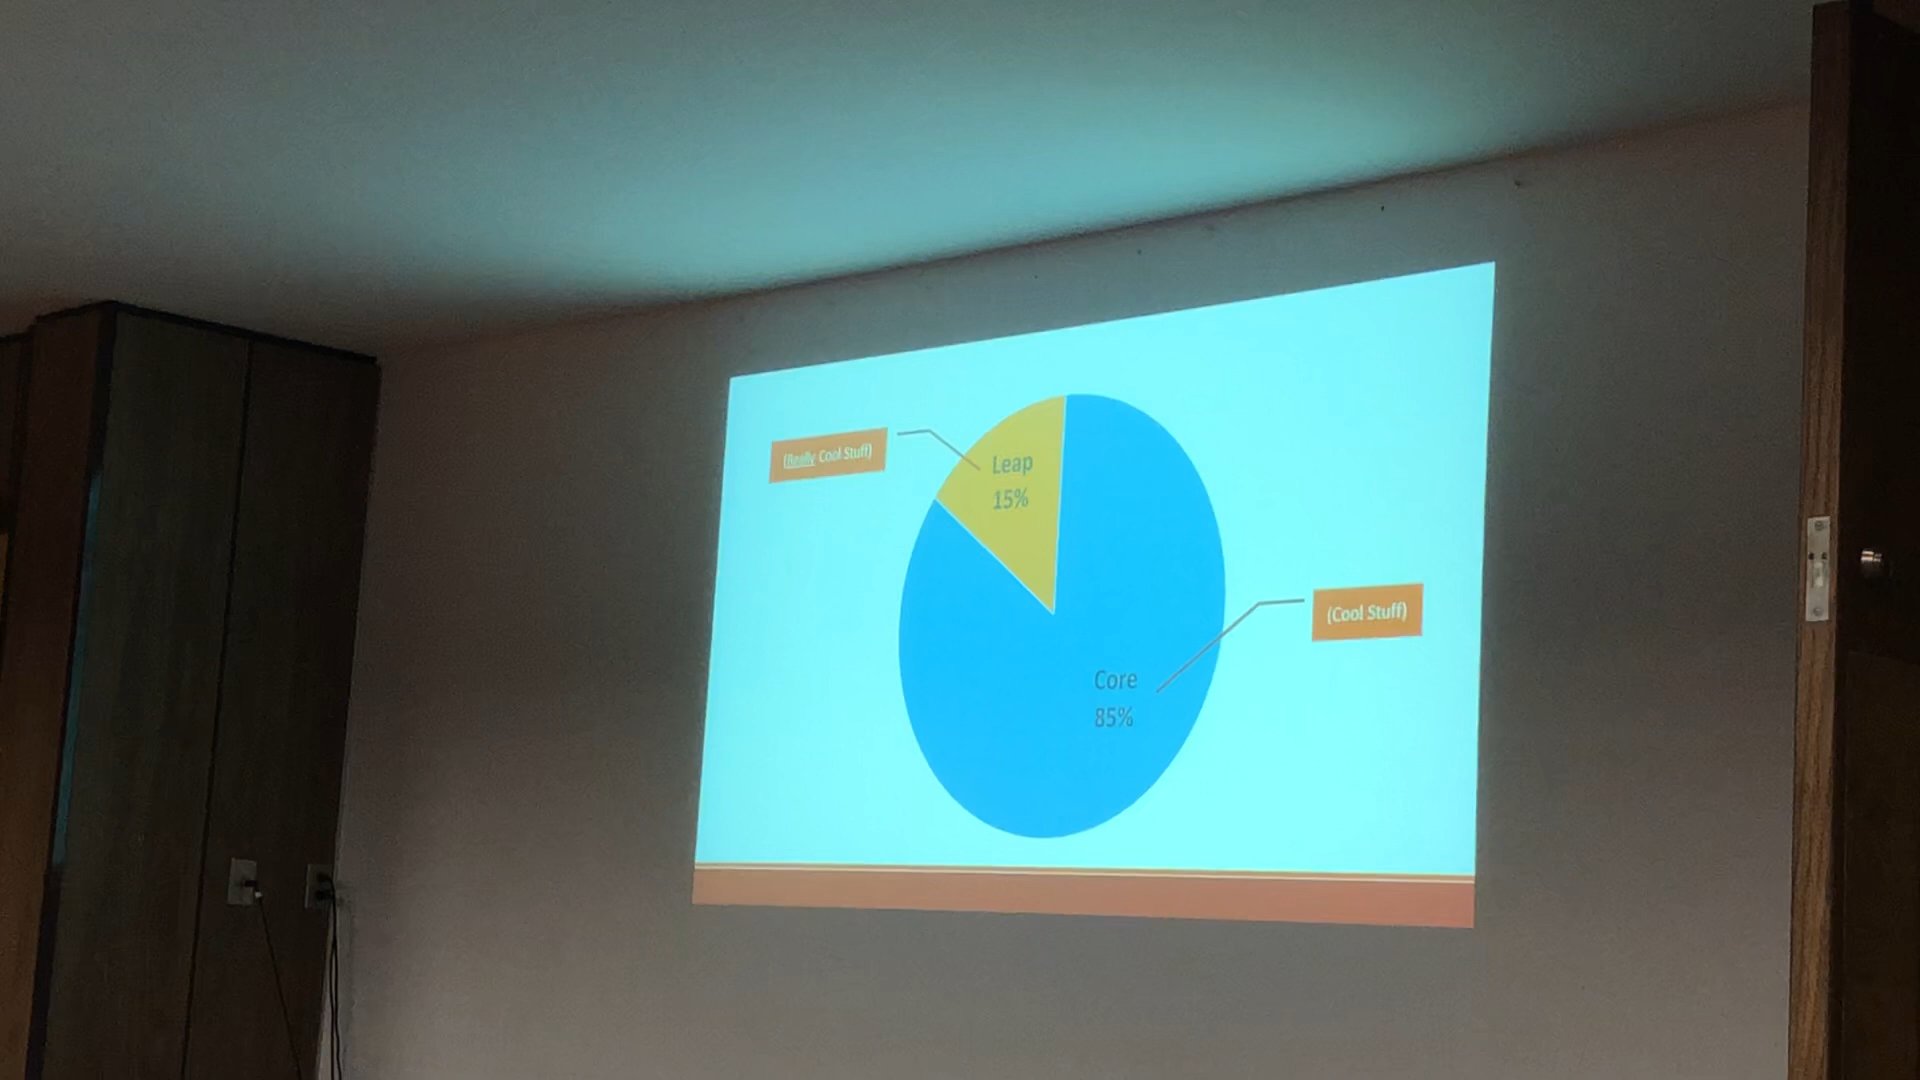 (Really Cool Stuff)
Leap
15%
(Cool Stuff)
Core
85%